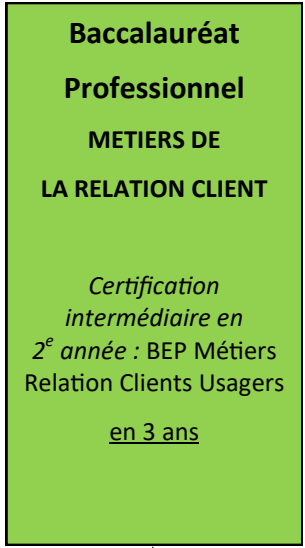 Baccalauréat
Professionnel
METIERS DE
LA RELATION CLIENT
Certification
intermédiaire en
2e année : BEP Métiers
Relation Clients Usagers
en 3 ans